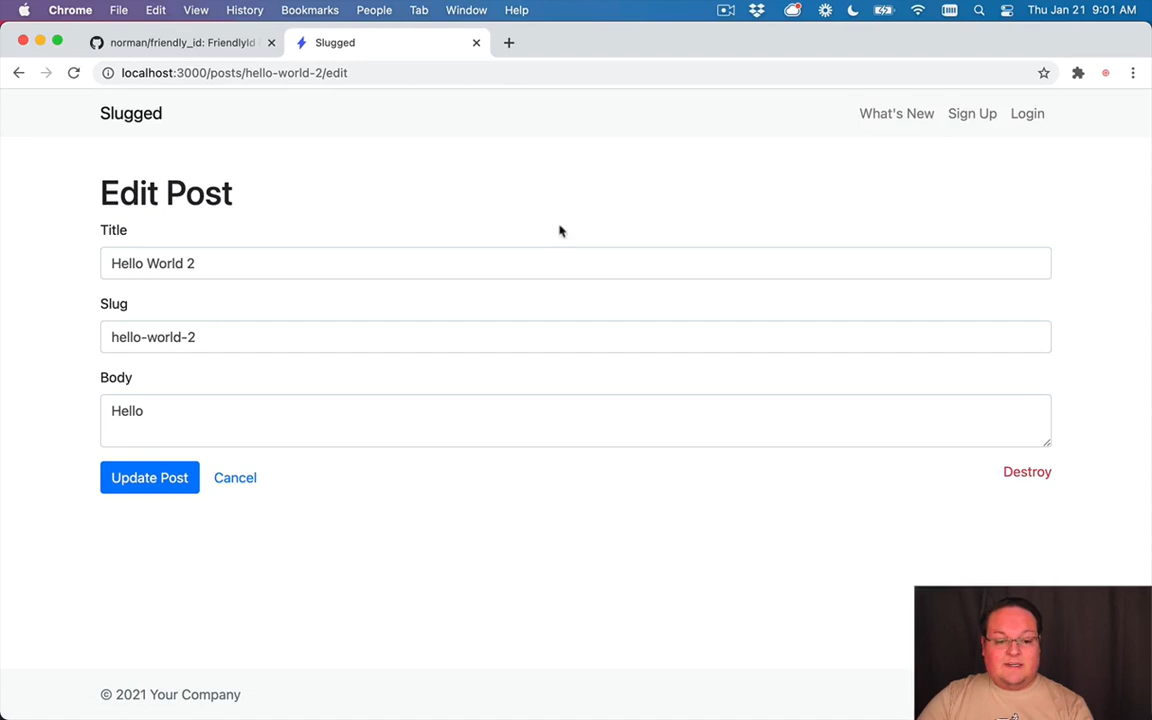 Chrome File Edit View History Bookmarks People Tab Window Help Thu Jan 21 9:01 AM
norman/friendly_id: FriendlyId
Slugged
localhost:3000/posts/hello-world-2/edit
Slugged What's New Sign Up Login
Edit Post
Title
Hello World 2
Slug
hello-world-2
Body
Hello
Update Post Cancel Destroy
© 2021 Your Company